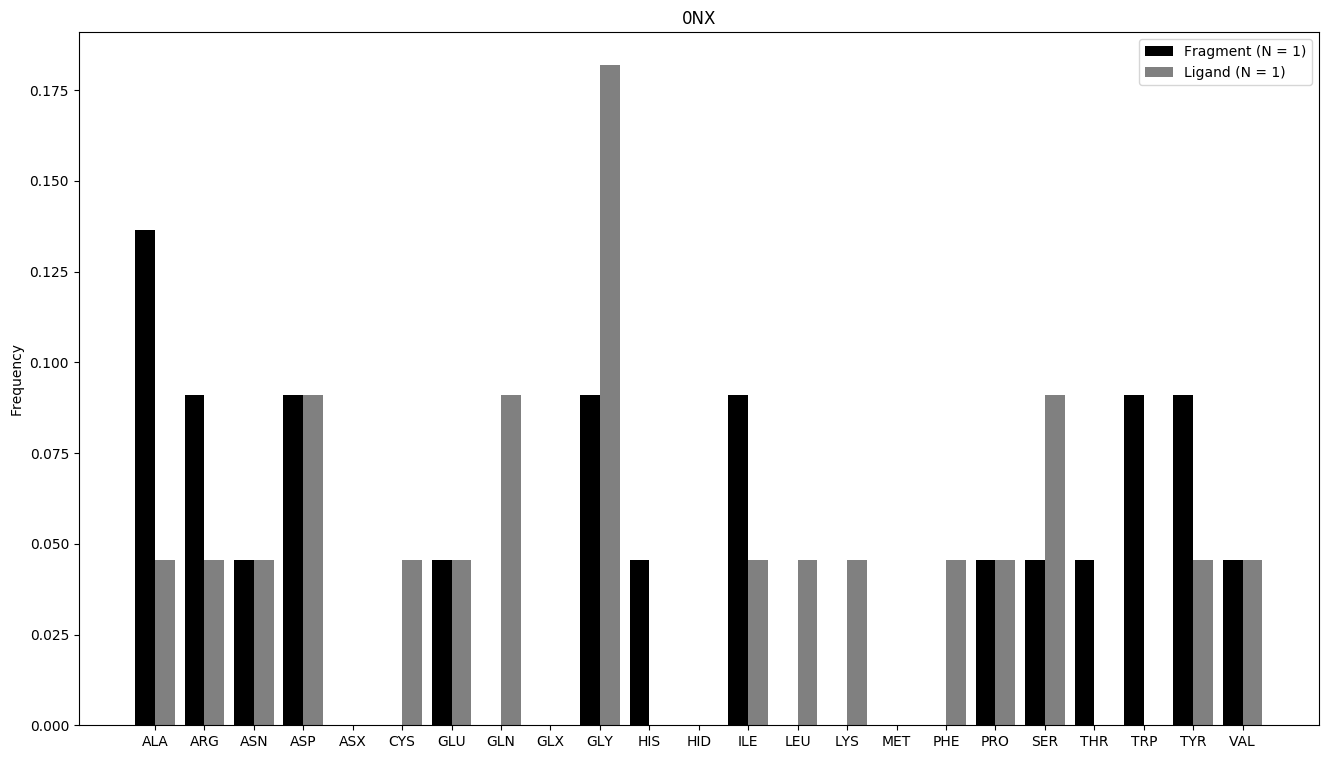 0NX
Fragment (N = 1)
Ligand (N = 1)
Frequency
0.175
0.150
0.125
0.100
0.075
0.050
0.025
0.000
ALA ARG ASN ASP ASX CYS GLU GLN GLX GLY HIS HID ILE LEU LYS MET PHE PRO SER THR TRP TYR VAL